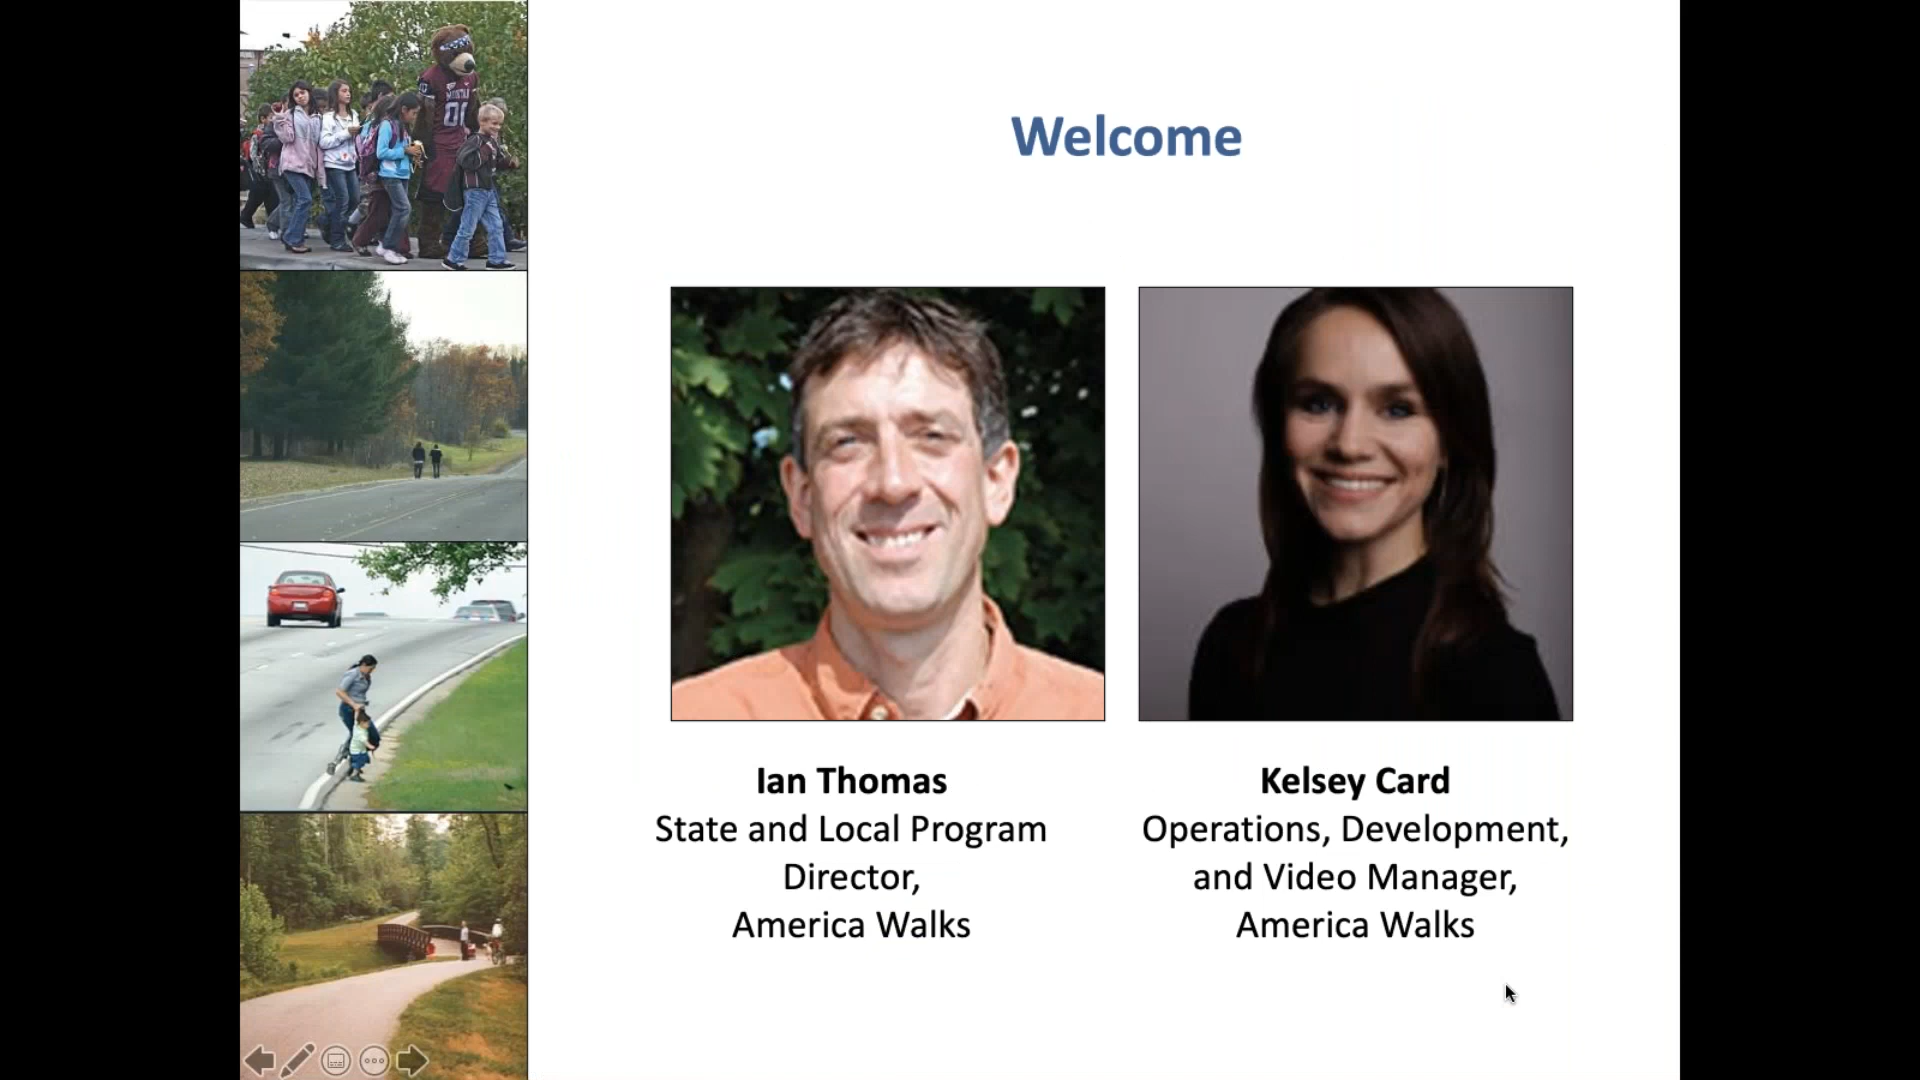 Welcome
Ian Thomas
State and Local Program
Director,
America Walks
Kelsey Card
Operations, Development,
and Video Manager,
America Walks